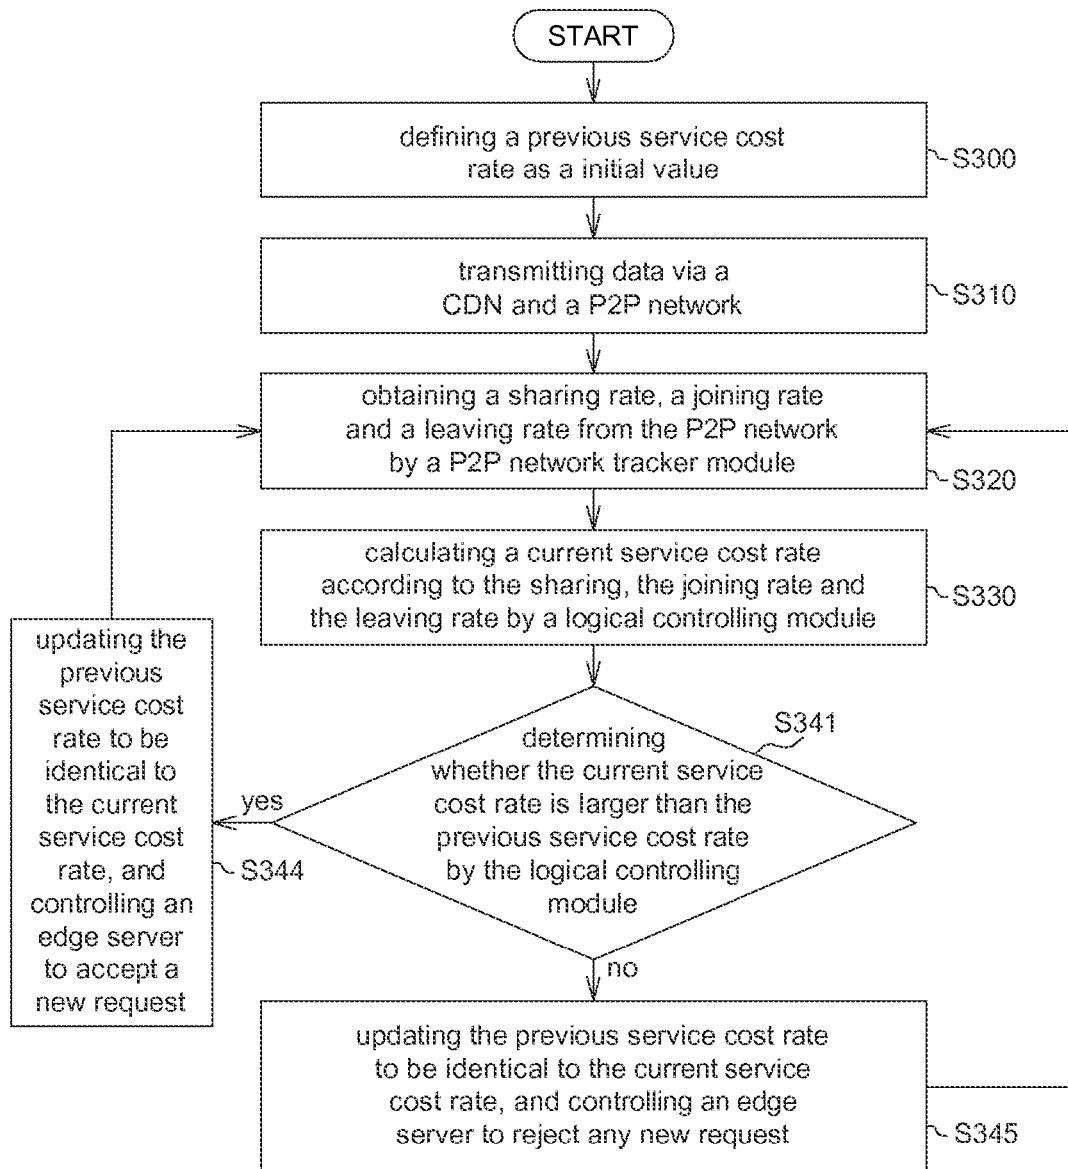 START
defining a previous service cost
rate as a initial value
S300
transmitting data via a
CDN and a P2P network
S310
obtaining a sharing rate, a joining rate
and a leaving rate from the P2P network
by a P2P network tracker module
S320
calculating a current service cost rate
according to the sharing, the joining rate and
the leaving rate by a logical controlling module
S330
determining
whether the current service
cost rate is larger than the
previous service cost rate
by the logical controlling
module
S341
yes
updating the
previous
service cost
rate to be
identical to
the current
service cost
rate, and
controlling an
edge server
to accept a
new request
S344
no
updating the previous service cost rate
to be identical to the current service
cost rate, and controlling an edge
server to reject any new request
S345